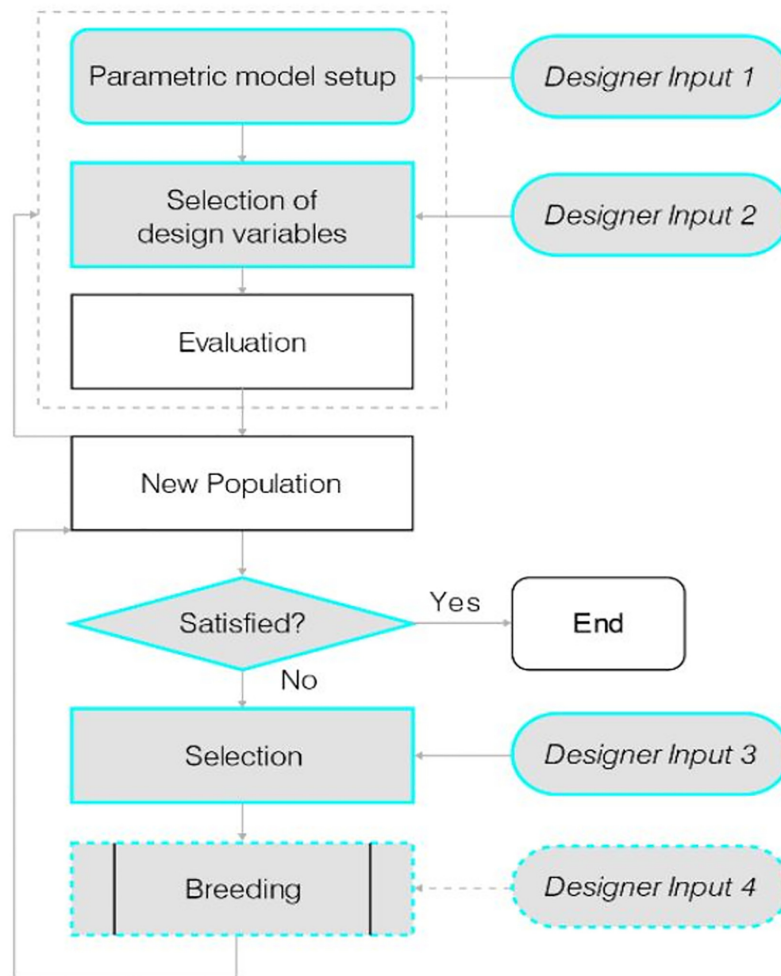 Parametric model setup
Designer Input 1
Selection of
design variables
Designer Input 2
Evaluation
New Population
Satisfied?
Yes
End
No
Selection
Designer Input 3
Breeding
Designer Input 4